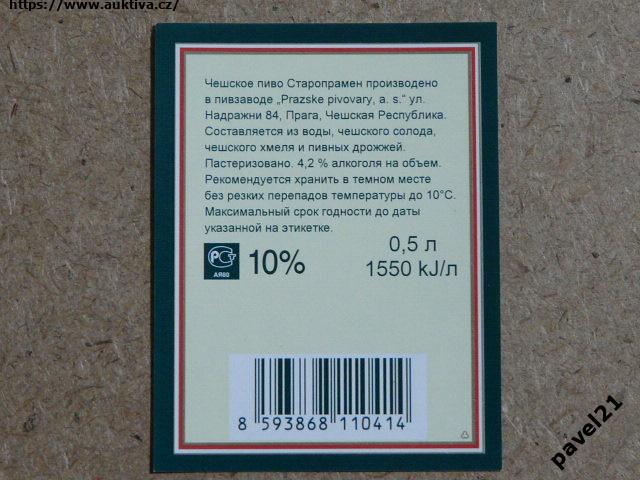 https://www.auktiva.cz/
Чешское пиво Старопрамен производено
в пивзаводе „Prazske pivovary, a. s.“ ул.
Надражни 84, Прага, Чешская Республика.
Составляется из воды, чешского солода,
чешского хмеля и пивных дрожжей.
Пастеризовано. 4,2 % алкоголя на объем.
Рекомендуется хранить в темном месте
без резких перепадов температуры до 10°C.
Максимальный срок годности до даты
указанной на этикетке.
РСТ
АЯ80
10%
0,5 л
1550 kJ/л
8 593868 110414
pavel21